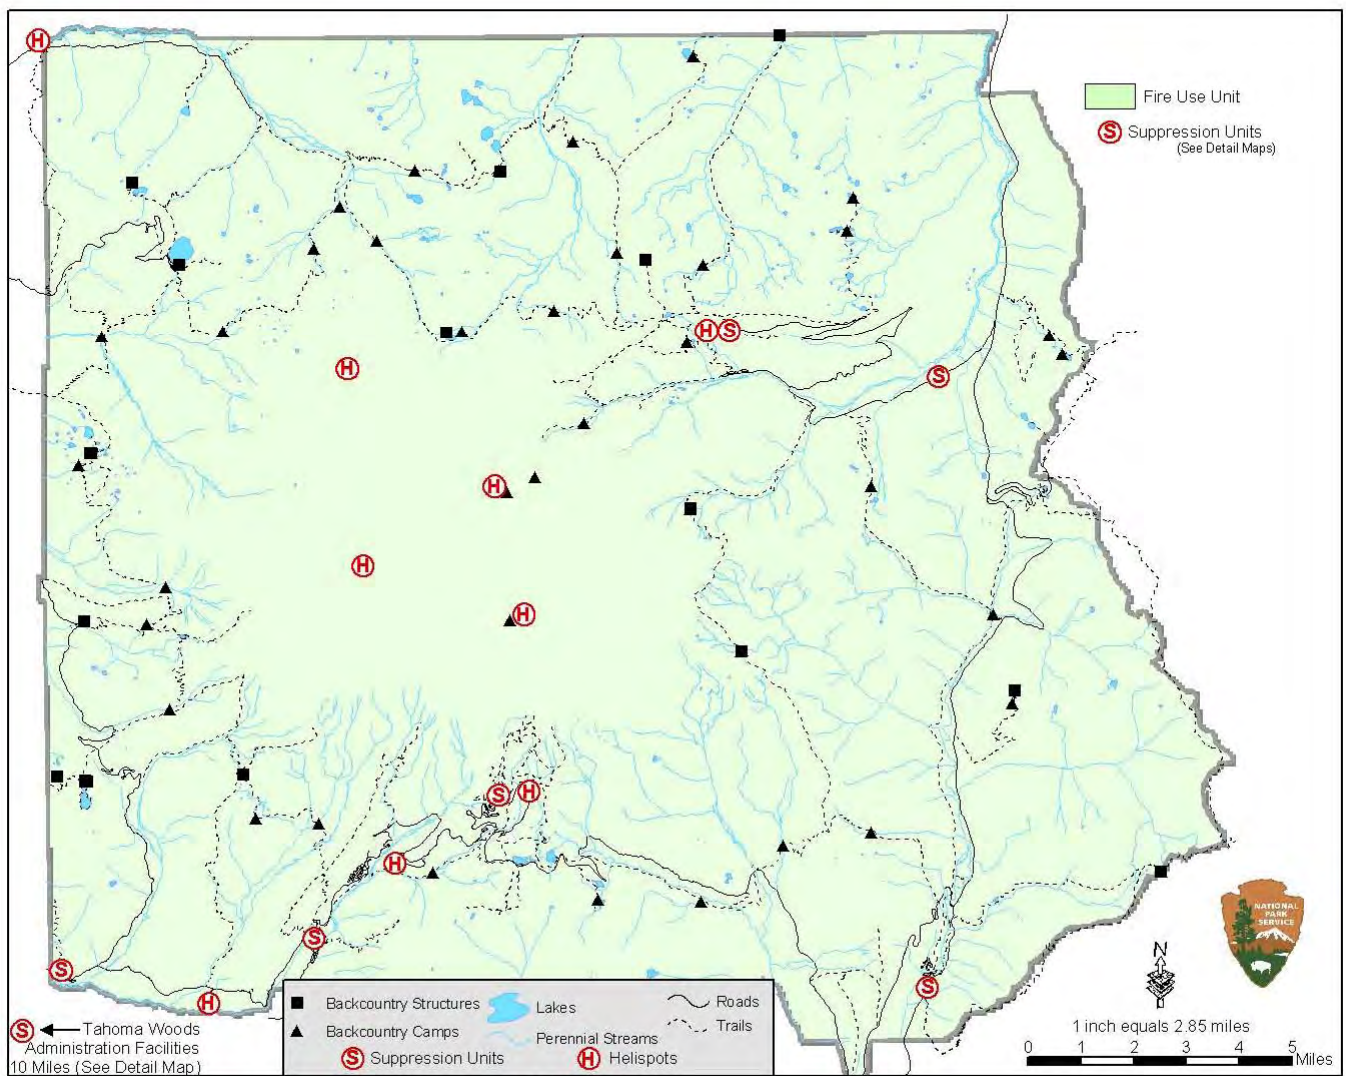 H
Fire Use Unit
S Suppression Units
(See Detail Maps)
H S
H
S
H
H
H
S H
H
S
S
H
S
NATIONAL
PARK
SERVICE
N
1 inch equals 2.85 miles
0 1 2 3 4 5
Miles
S Tahoma Woods
Administration Facilities
10 Miles (See Detail Map)
Backcountry Structures Lakes Roads
Backcountry Camps Perennial Streams Trails
S Suppression Units H Helispots